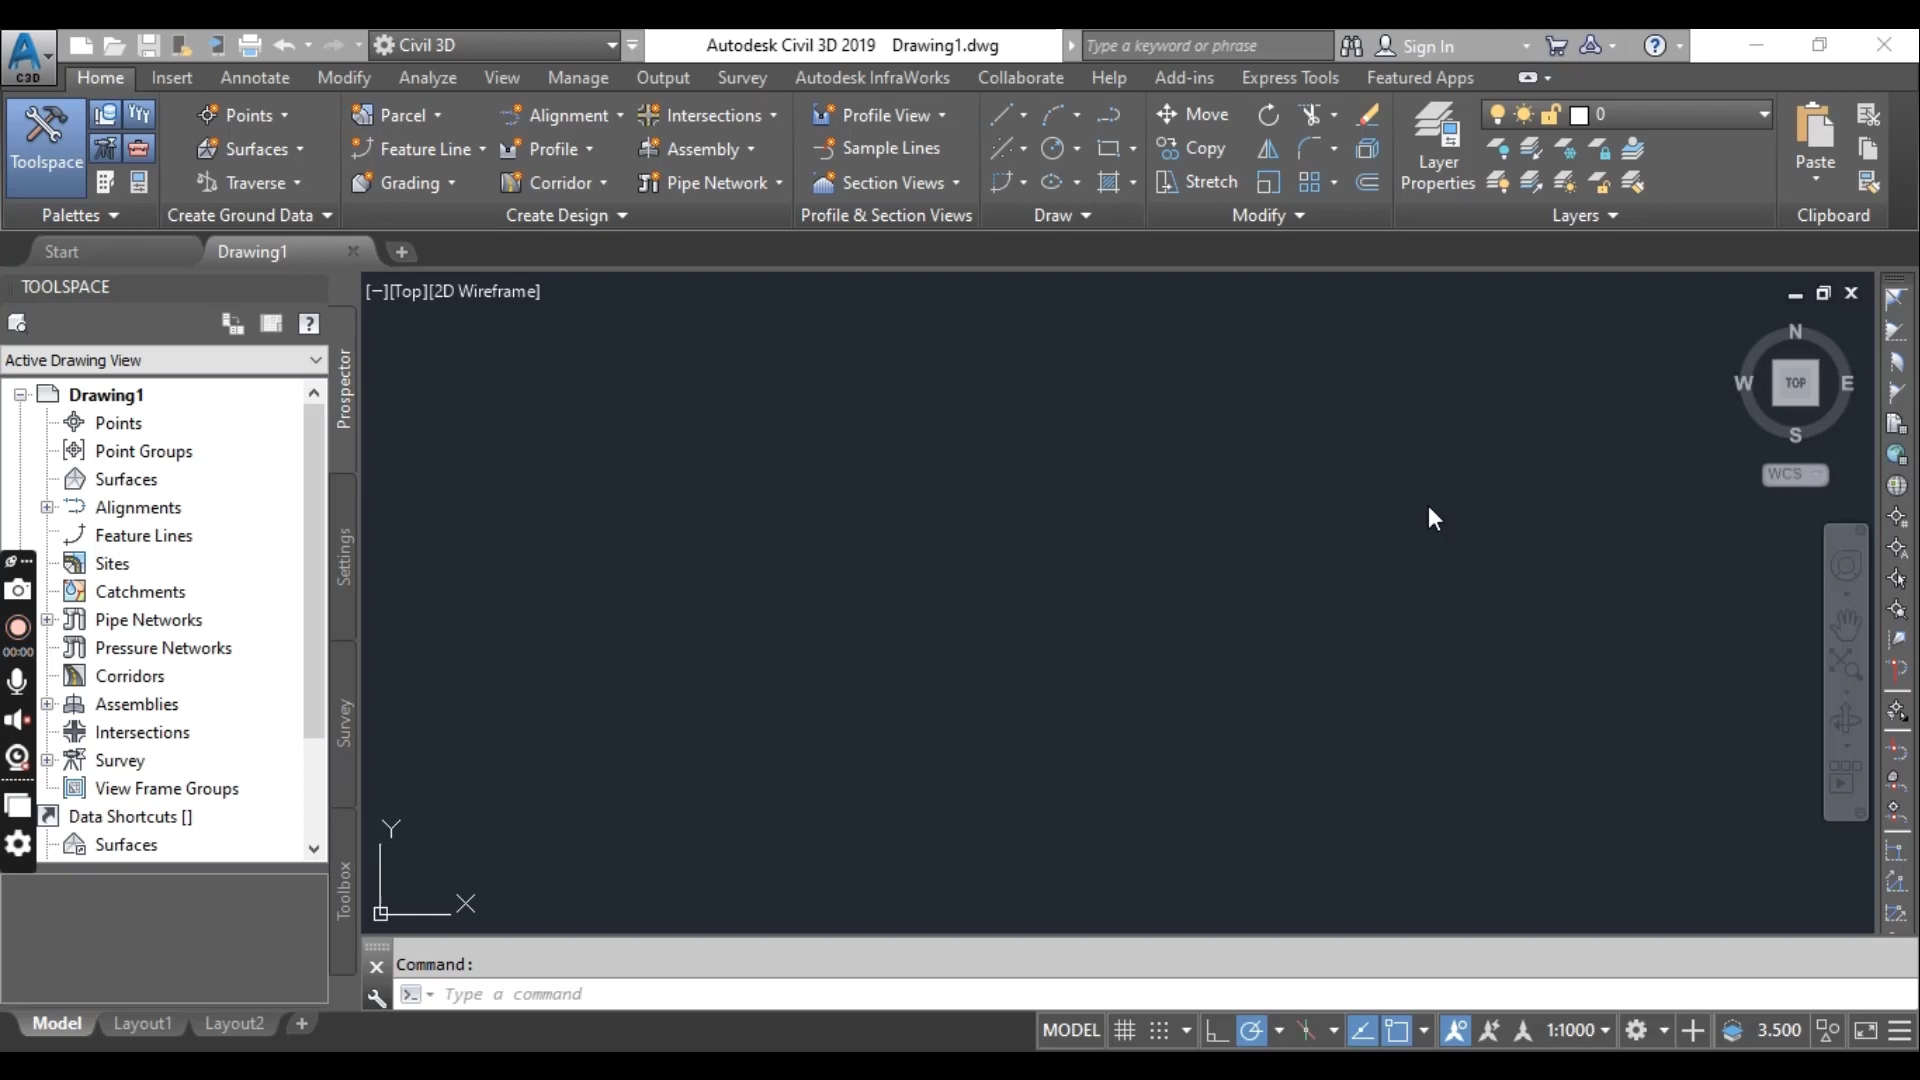 Civil 3D
Autodesk Civil 3D 2019 Drawing1.dwg
Type a keyword or phrase
Sign In
C3D
Home Insert Annotate Modify Analyze View Manage Output Survey Autodesk InfraWorks Collaborate Help Add-ins Express Tools Featured Apps
Points Parcel Alignment Intersections Profile View Move 0
Toolspace Surfaces Feature Line Profile Assembly Sample Lines Copy Layer Paste
Traverse Grading Corridor Pipe Network Section Views Stretch Properties
Palettes Create Ground Data Create Design Profile & Section Views Draw Modify Layers Clipboard
Start Drawing1
TOOLSPACE
[−][Top][2D Wireframe]
Active Drawing View
Drawing1
Points
Point Groups
Surfaces
Alignments
Feature Lines
Sites
Catchments
Pipe Networks
Pressure Networks
Corridors
Assemblies
Intersections
Survey
View Frame Groups
Data Shortcuts []
Surfaces
00:00
Prospector
Settings
Survey
Toolbox
N
W TOP E
S
WCS
Y
X
Command:
Type a command
Model Layout1 Layout2
MODEL 1:1000 3.500